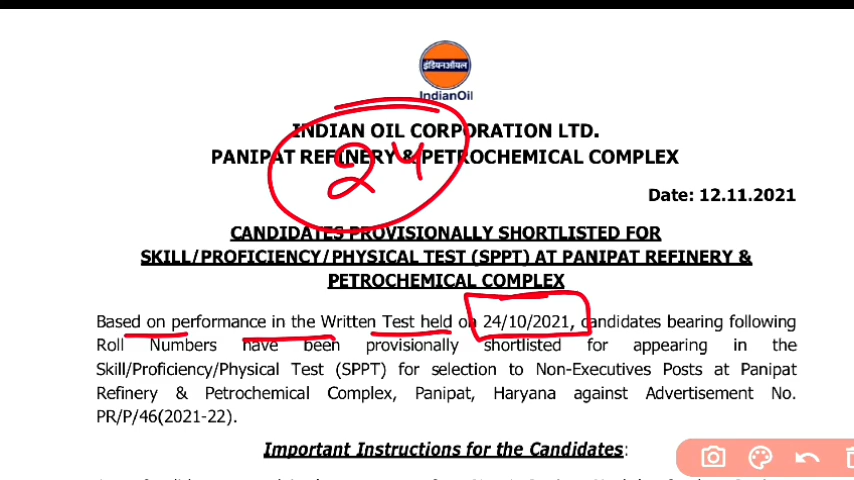 इंडियनऑयल
IndianOil
INDIAN OIL CORPORATION LTD.
PANIPAT REFINERY & PETROCHEMICAL COMPLEX
24
Date: 12.11.2021
CANDIDATES PROVISIONALLY SHORTLISTED FOR
SKILL/PROFICIENCY/PHYSICAL TEST (SPPT) AT PANIPAT REFINERY &
PETROCHEMICAL COMPLEX
Based on performance in the Written Test held on 24/10/2021, candidates bearing following
Roll Numbers have been provisionally shortlisted for appearing in the
Skill/Proficiency/Physical Test (SPPT) for selection to Non-Executives Posts at Panipat
Refinery & Petrochemical Complex, Panipat, Haryana against Advertisement No.
PR/P/46(2021-22).
Important Instructions for the Candidates: